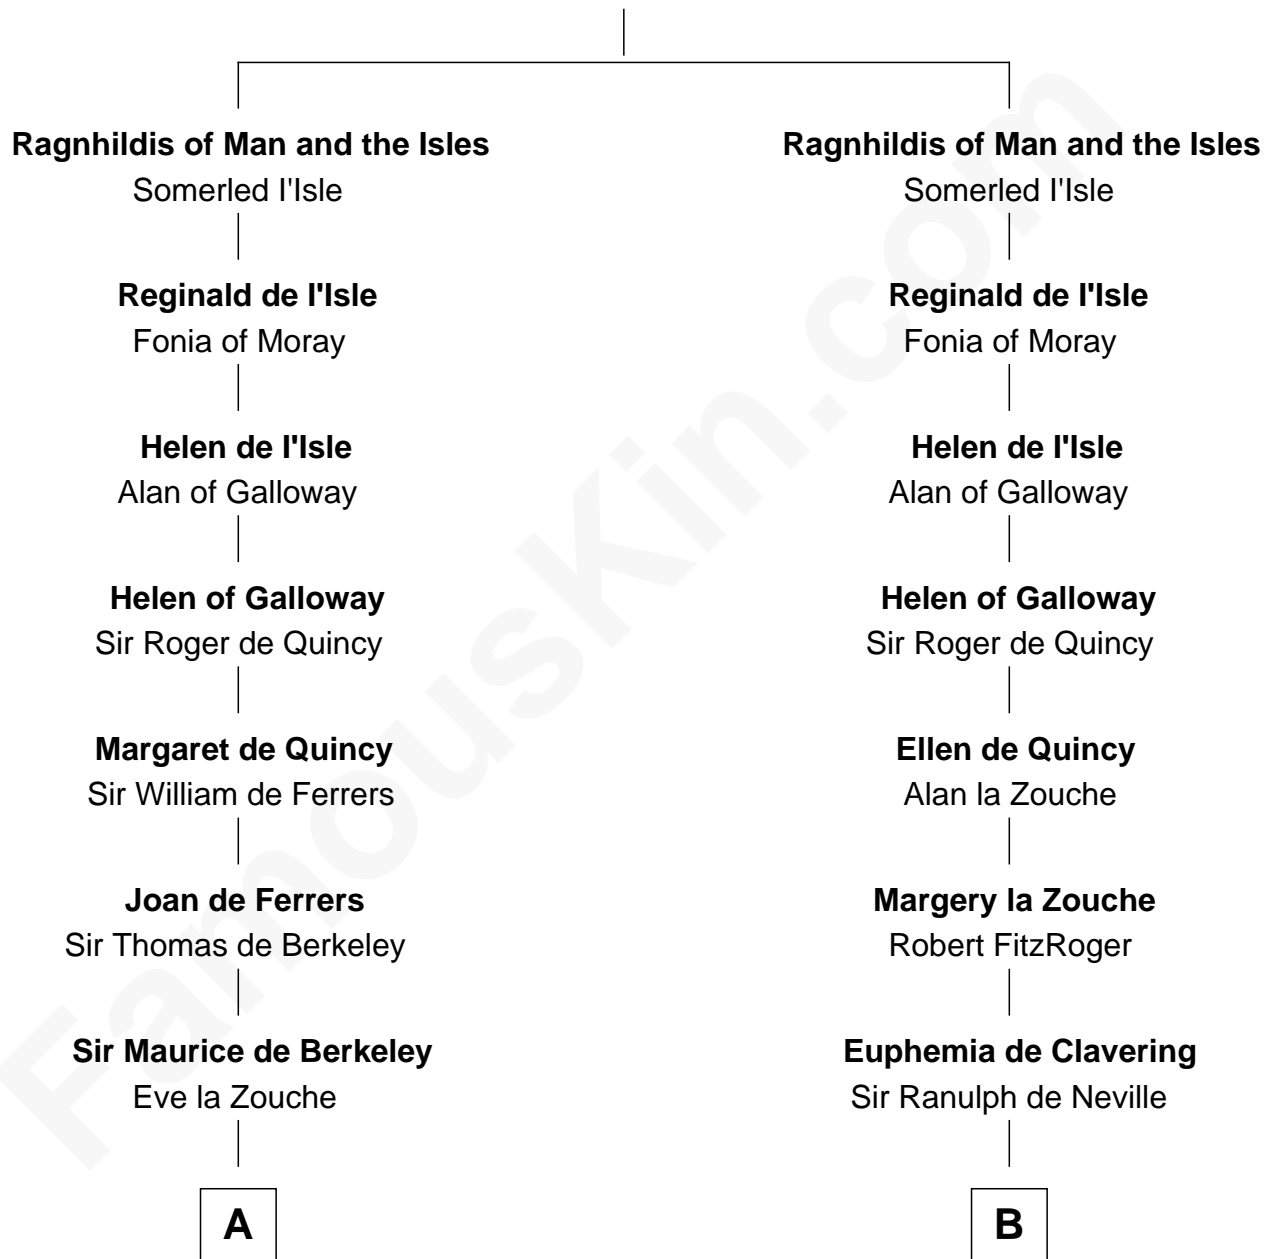 Ragnhildis of Man and the Isles
Somerled I'Isle
Reginald de I'Isle
Fonia of Moray
Helen de I'Isle
Alan of Galloway
Helen of Galloway
Sir Roger de Quincy
Margaret de Quincy
Sir William de Ferrers
Joan de Ferrers
Sir Thomas de Berkeley
Sir Maurice de Berkeley
Eve la Zouche
A
Ragnhildis of Man and the Isles
Somerled I'Isle
Reginald de I'Isle
Fonia of Moray
Helen de I'Isle
Alan of Galloway
Helen of Galloway
Sir Roger de Quincy
Ellen de Quincy
Alan la Zouche
Margery la Zouche
Robert FitzRoger
Euphemia de Clavering
Sir Ranulph de Neville
B
FamousKin.com